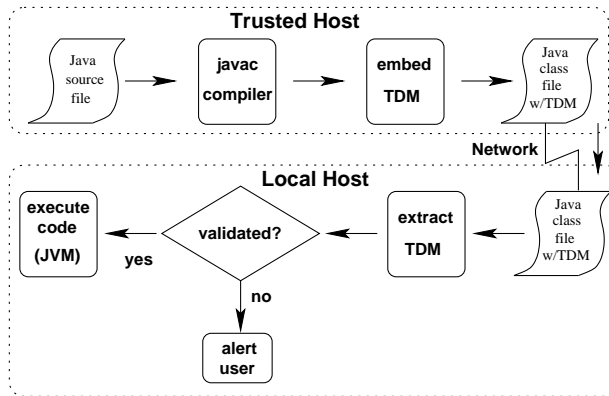 Trusted Host
Java
source
file
javac
compiler
embed
TDM
Java
class
file
w/TDM
Network
Local Host
execute
code
(JVM)
yes
validated?
no
alert
user
extract
TDM
Java
class
file
w/TDM